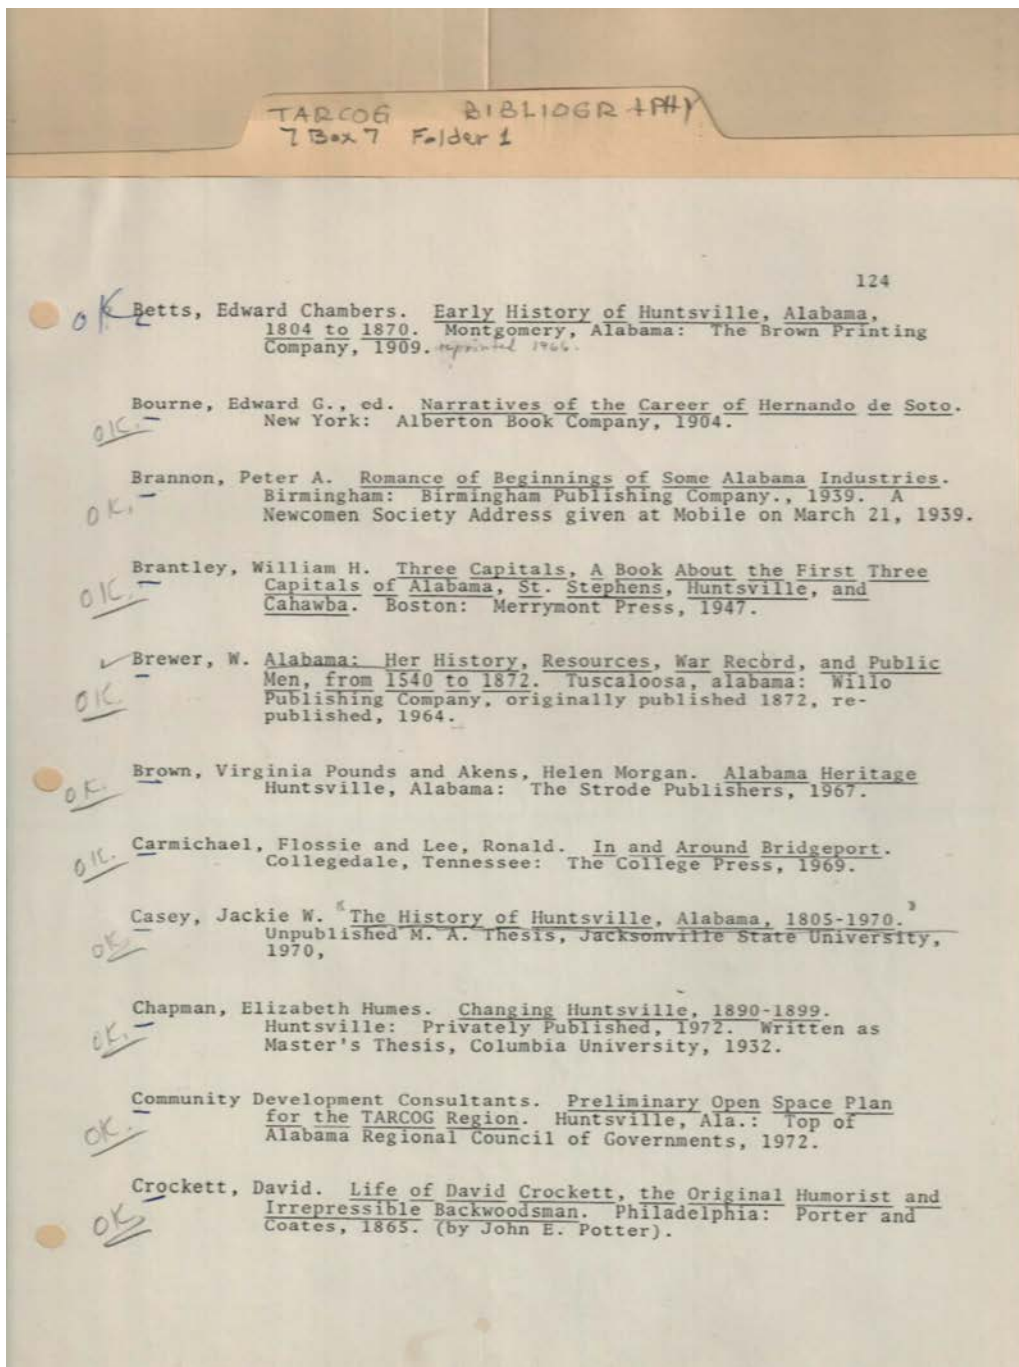 TARCOG BIBLIOGRAPHY
7 Box 7 Folder 1
124
OK Betts, Edward Chambers. Early History of Huntsville, Alabama,
1804 to 1870. Montgomery, Alabama: The Brown Printing
Company, 1909. reprinted 1966.
Bourne, Edward G., ed. Narratives of the Career of Hernando de Soto.
OK. New York: Alberton Book Company, 1904.
Brannon, Peter A. Romance of Beginnings of Some Alabama Industries.
Birmingham: Birmingham Publishing Company., 1939. A
OK. Newcomen Society Address given at Mobile on March 21, 1939.
Brantley, William H. Three Capitals, A Book About the First Three
OK. Capitals of Alabama, St. Stephens, Huntsville, and
Cahawba. Boston: Merrymont Press, 1947.
✓ Brewer, W. Alabama: Her History, Resources, War Record, and Public
Men, from 1540 to 1872. Tuscaloosa, alabama: Willo
OK Publishing Company, originally published 1872, re-
published, 1964.
Brown, Virginia Pounds and Akens, Helen Morgan. Alabama Heritage
OK. Huntsville, Alabama: The Strode Publishers, 1967.
OK. Carmichael, Flossie and Lee, Ronald. In and Around Bridgeport.
Collegedale, Tennessee: The College Press, 1969.
Casey, Jackie W. "The History of Huntsville, Alabama, 1805-1970."
Unpublished M. A. Thesis, Jacksonville State University,
OK 1970,
Chapman, Elizabeth Humes. Changing Huntsville, 1890-1899.
Huntsville: Privately Published, 1972. Written as
OK. Master's Thesis, Columbia University, 1932.
Community Development Consultants. Preliminary Open Space Plan
for the TARCOG Region. Huntsville, Ala.: Top of
OK. Alabama Regional Council of Governments, 1972.
Crockett, David. Life of David Crockett, the Original Humorist and
Irrepressible Backwoodsman. Philadelphia: Porter and
OK Coates, 1865. (by John E. Potter).